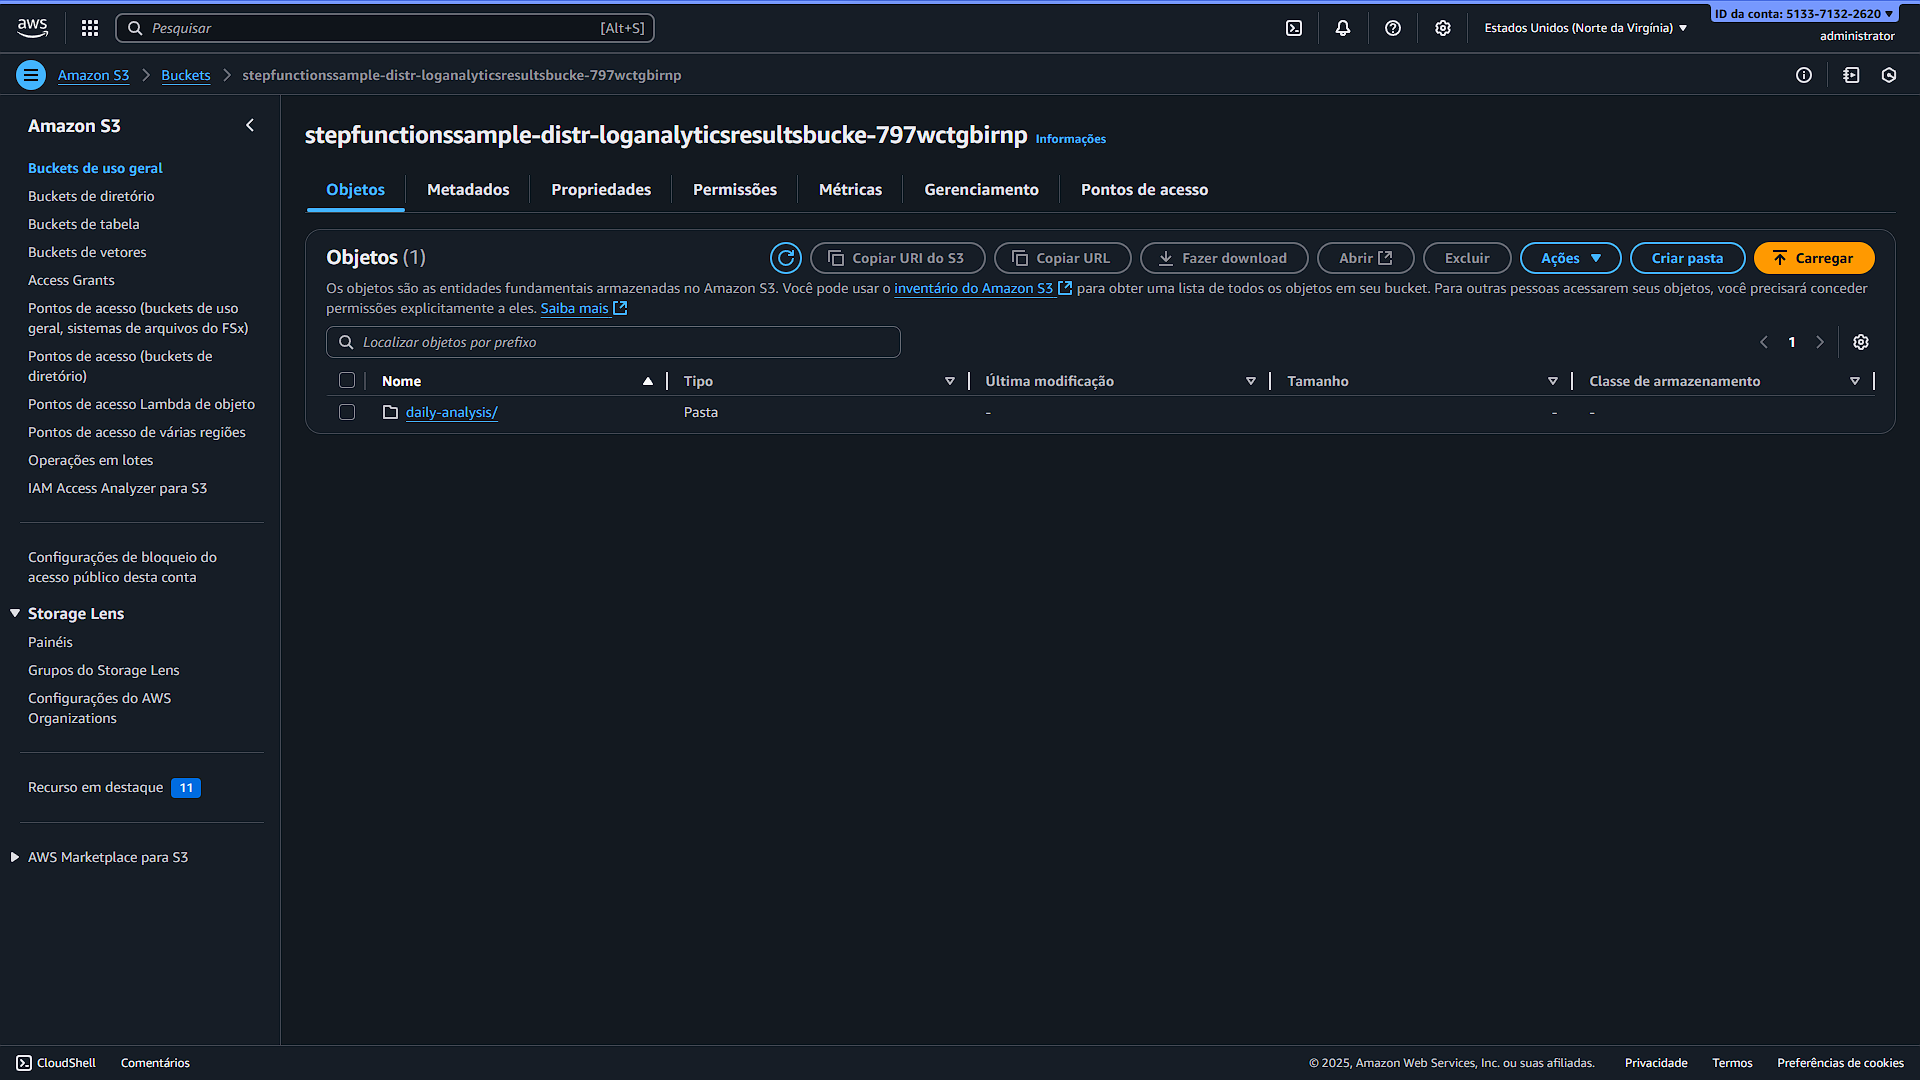 aws
Pesquisar
[Alt+S]
Estados Unidos (Norte da Virgínia)
ID da conta: 5133-7132-2620
administrator
Amazon S3
Buckets
stepfunctionssample-distr-loganalyticsresultsbucke-797wctgbirnp
Amazon S3
Buckets de uso geral
Buckets de diretório
Buckets de tabela
Buckets de vetores
Access Grants
Pontos de acesso (buckets de uso
geral, sistemas de arquivos do FSx)
Pontos de acesso (buckets de
diretório)
Pontos de acesso Lambda de objeto
Pontos de acesso de várias regiões
Operações em lotes
IAM Access Analyzer para S3
Configurações de bloqueio do
acesso público desta conta
Storage Lens
Painéis
Grupos do Storage Lens
Configurações do AWS
Organizations
Recurso em destaque 11
AWS Marketplace para S3
stepfunctionssample-distr-loganalyticsresultsbucke-797wctgbirnp Informações
Objetos
Metadados
Propriedades
Permissões
Métricas
Gerenciamento
Pontos de acesso
Objetos (1)
Copiar URI do S3
Copiar URL
Fazer download
Abrir
Excluir
Ações
Criar pasta
Carregar
Os objetos são as entidades fundamentais armazenadas no Amazon S3. Você pode usar o inventário do Amazon S3 para obter uma lista de todos os objetos em seu bucket. Para outras pessoas acessarem seus objetos, você precisará conceder
permissões explicitamente a eles. Saiba mais
Localizar objetos por prefixo
1
Nome
Tipo
Última modificação
Tamanho
Classe de armazenamento
daily-analysis/
Pasta
-
-
-
CloudShell
Comentários
© 2025, Amazon Web Services, Inc. ou suas afiliadas.
Privacidade
Termos
Preferências de cookies